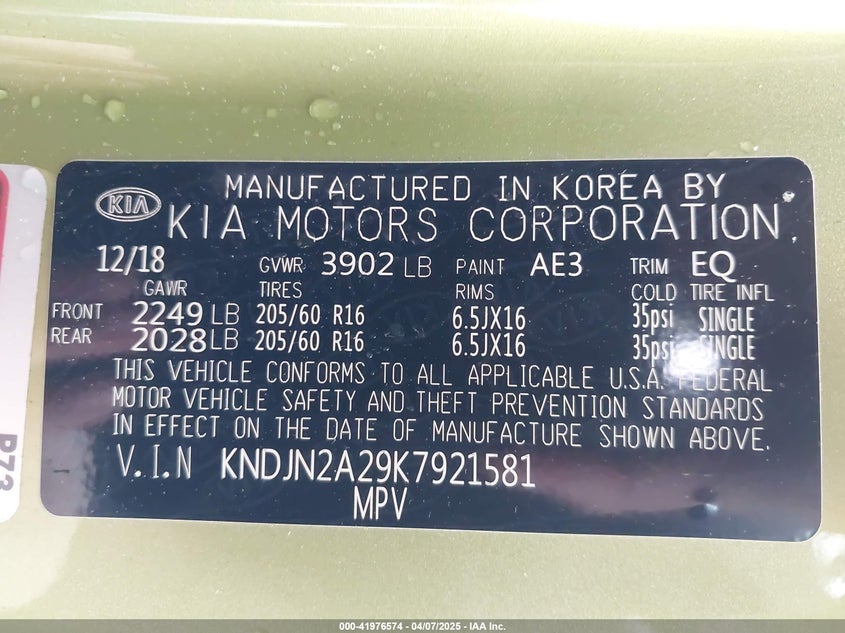 MANUFACTURED IN KOREA BY
KIA KIA MOTORS CORPORATION
12/18 GVWR 3902 LB PAINT AE3 TRIM EQ
GAWR TIRES RIMS COLD TIRE INFL
FRONT 2249 LB 205/60 R16 6.5JX16 35psi SINGLE
REAR 2028 LB 205/60 R16 6.5JX16 35psi SINGLE
THIS VEHICLE CONFORMS TO ALL APPLICABLE U.S.A. FEDERAL
MOTOR VEHICLE SAFETY AND THEFT PREVENTION STANDARDS
IN EFFECT ON THE DATE OF MANUFACTURE SHOWN ABOVE.
V.I.N KNDJN2A29K7921581
MPV
000-41976574 | 04/07/2025 - IAA Inc.